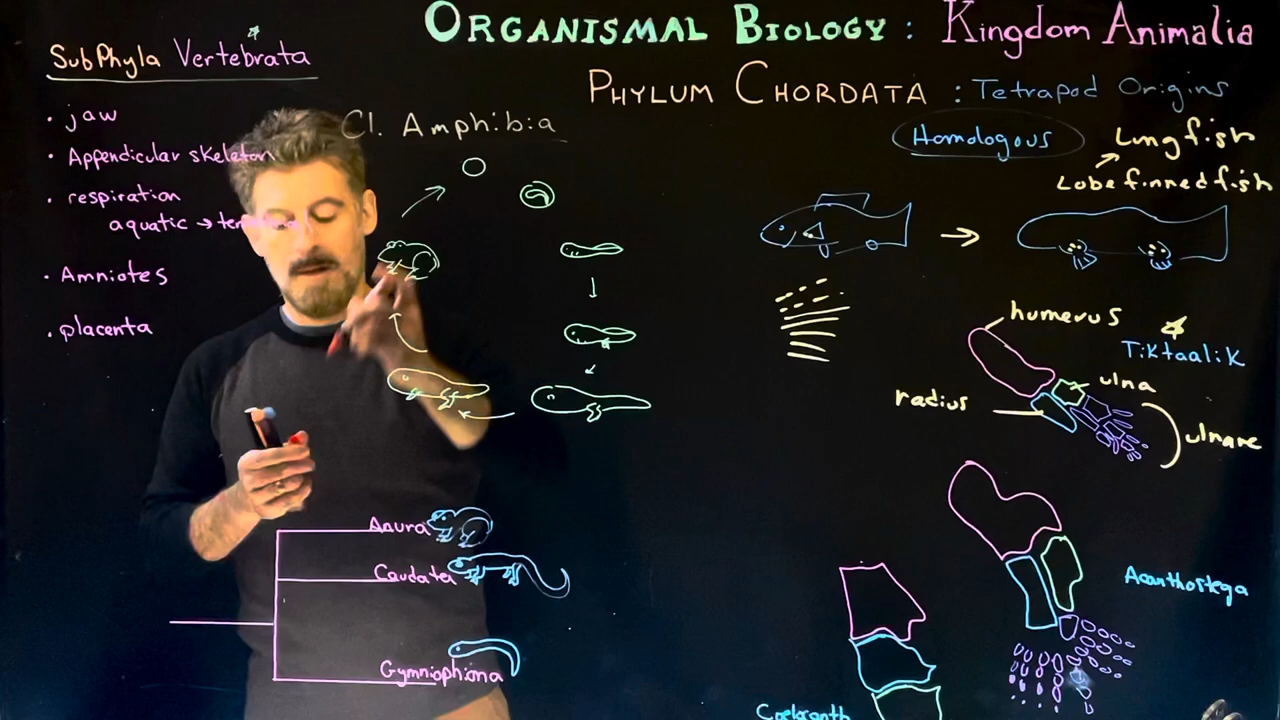 ORGANISMAL BIOLOGY : Kingdom Animalia
PHYLUM CHORDATA : Tetrapod Origins
SubPhyla Vertebrata
• jaw
• Appendicular skeleton
• respiration
aquatic → terrestrial
• Amniotes
• placenta
Cl. Amphibia
Anura
Caudata
Gymniophiona
Homologous
Lungfish
Lobe finned fish
humerus
Tiktaalik
ulna
radius
ulnare
Acanthostega
Coelacanth